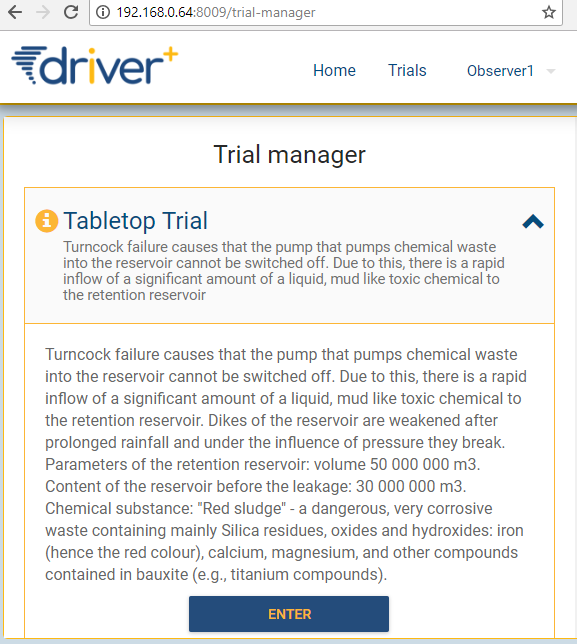 192.168.0.64:8009/trial-manager
driver+
Home Trials Observer1
Trial manager
Tabletop Trial
Turncock failure causes that the pump that pumps chemical waste
into the reservoir cannot be switched off. Due to this, there is a rapid
inflow of a significant amount of a liquid, mud like toxic chemical to
the retention reservoir
Turncock failure causes that the pump that pumps chemical waste
into the reservoir cannot be switched off. Due to this, there is a rapid
inflow of a significant amount of a liquid, mud like toxic chemical to
the retention reservoir. Dikes of the reservoir are weakened after
prolonged rainfall and under the influence of pressure they break.
Parameters of the retention reservoir: volume 50 000 000 m3.
Content of the reservoir before the leakage: 30 000 000 m3.
Chemical substance: "Red sludge" - a dangerous, very corrosive
waste containing mainly Silica residues, oxides and hydroxides: iron
(hence the red colour), calcium, magnesium, and other compounds
contained in bauxite (e.g., titanium compounds).
ENTER